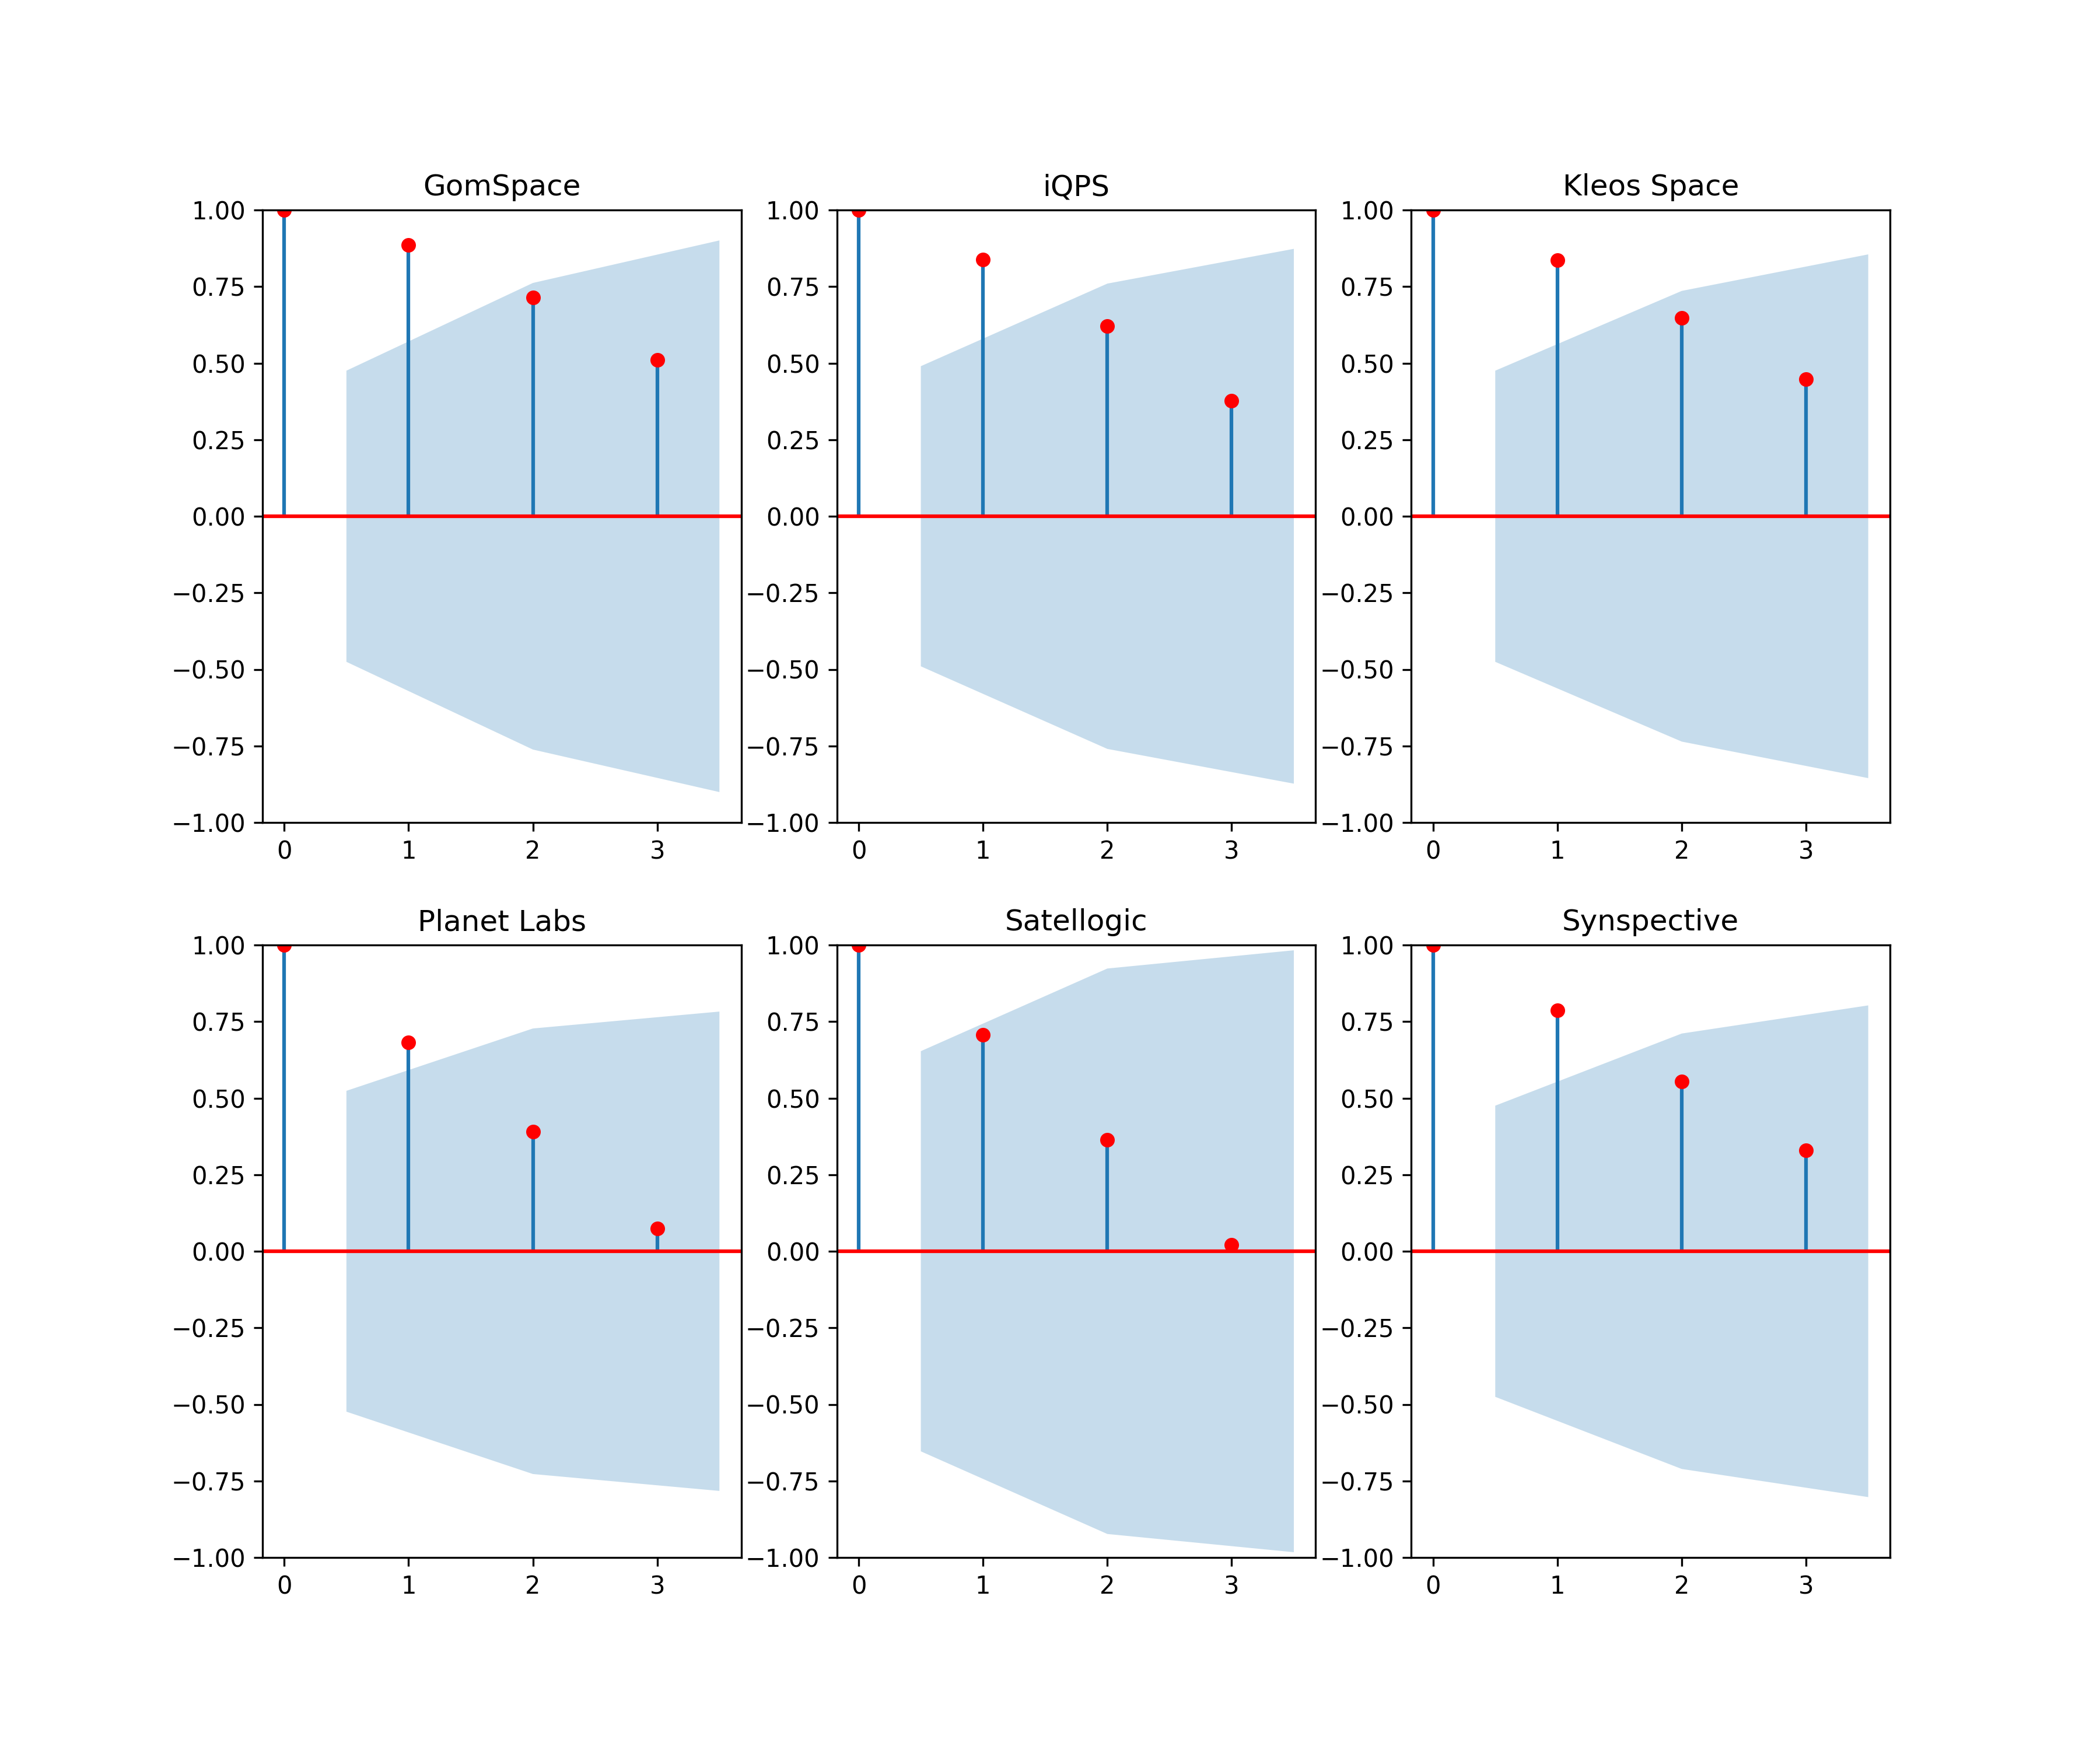 GomSpace iQPS Kleos Space
1.00 1.00 1.00
0.75 0.75 0.75
0.50 0.50 0.50
0.25 0.25 0.25
0.00 0.00 0.00
−0.25 −0.25 −0.25
−0.50 −0.50 −0.50
−0.75 −0.75 −0.75
−1.00 −1.00 −1.00
0 1 2 3 0 1 2 3 0 1 2 3
Planet Labs Satellogic Synspective
1.00 1.00 1.00
0.75 0.75 0.75
0.50 0.50 0.50
0.25 0.25 0.25
0.00 0.00 0.00
−0.25 −0.25 −0.25
−0.50 −0.50 −0.50
−0.75 −0.75 −0.75
−1.00 −1.00 −1.00
0 1 2 3 0 1 2 3 0 1 2 3